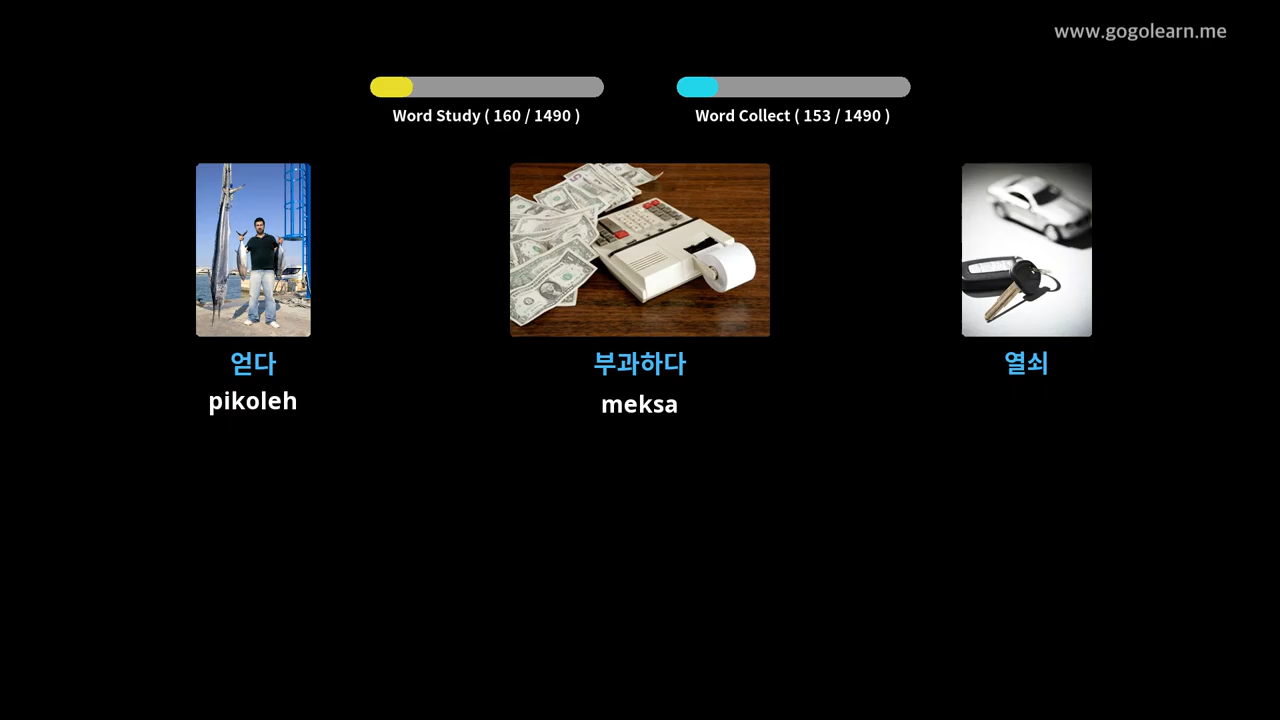 www.gogolearn.me
Word Study ( 160 / 1490 )
Word Collect ( 153 / 1490 )
얻다
부과하다
열쇠
pikoleh
meksa